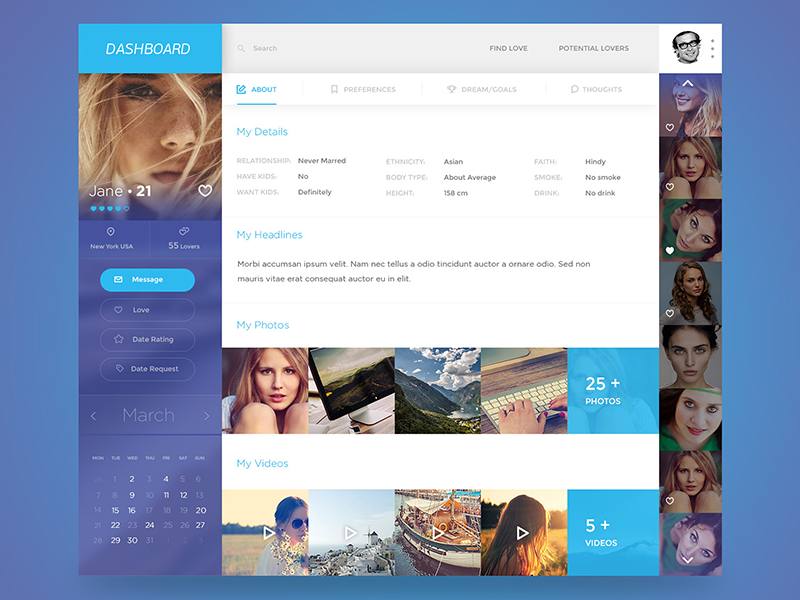 DASHBOARD
Search
FIND LOVE
POTENTIAL LOVERS
ABOUT
PREFERENCES
DREAM/GOALS
THOUGHTS
Jane • 21
New York USA
55 Lovers
Message
Love
Date Rating
Date Request
March
MON TUE WED THU FRI SAT SUN
1 2 3 4 5 6
7 8 9 10 11 12 13
14 15 16 17 18 19 20
21 22 23 24 25 26 27
28 29 30 31 1 2 3
My Details
RELATIONSHIP: Never Marred ETHNICITY: Asian FAITH: Hindy
HAVE KIDS: No BODY TYPE: About Average SMOKE: No smoke
WANT KIDS: Definitely HEIGHT: 158 cm DRINK: No drink
My Headlines
Morbi accumsan ipsum velit. Nam nec tellus a odio tincidunt auctor a ornare odio. Sed non
mauris vitae erat consequat auctor eu in elit.
My Photos
25 +
PHOTOS
My Videos
5 +
VIDEOS